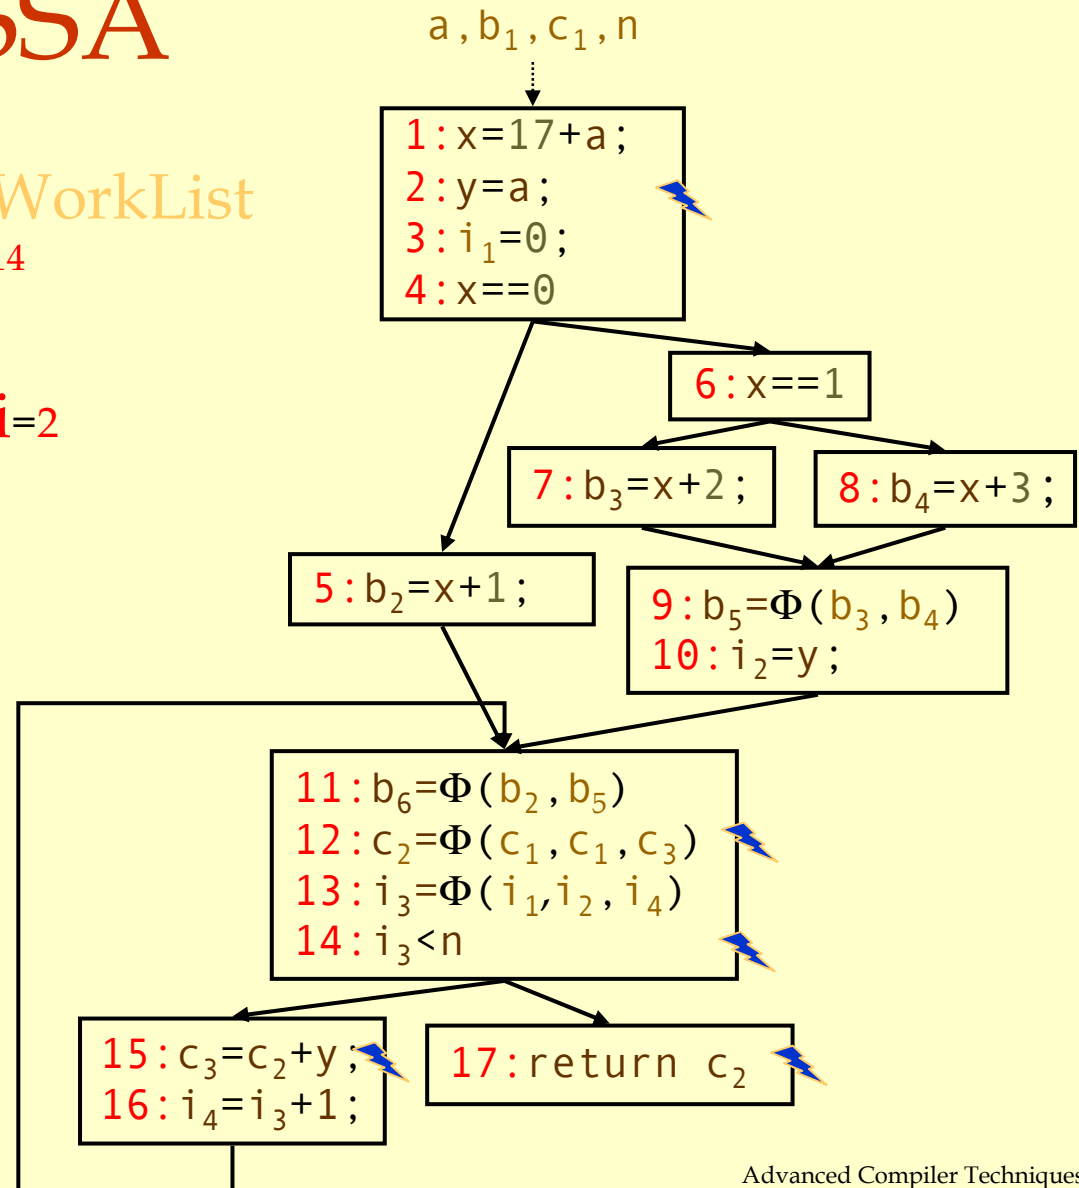 SSA
a,b₁,c₁,n
WorkList
14
i=2
1:x=17+a;
2:y=a;
3:i₁=0;
4:x==0
6:x==1
7:b₃=x+2;
8:b₄=x+3;
5:b₂=x+1;
9:b₅=Φ(b₃,b₄)
10:i₂=y;
11:b₆=Φ(b₂,b₅)
12:c₂=Φ(c₁,c₁,c₃)
13:i₃=Φ(i₁,i₂,i₄)
14:i₃<n
15:c₃=c₂+y;
16:i₄=i₃+1;
17:return c₂
Advanced Compiler Techniques